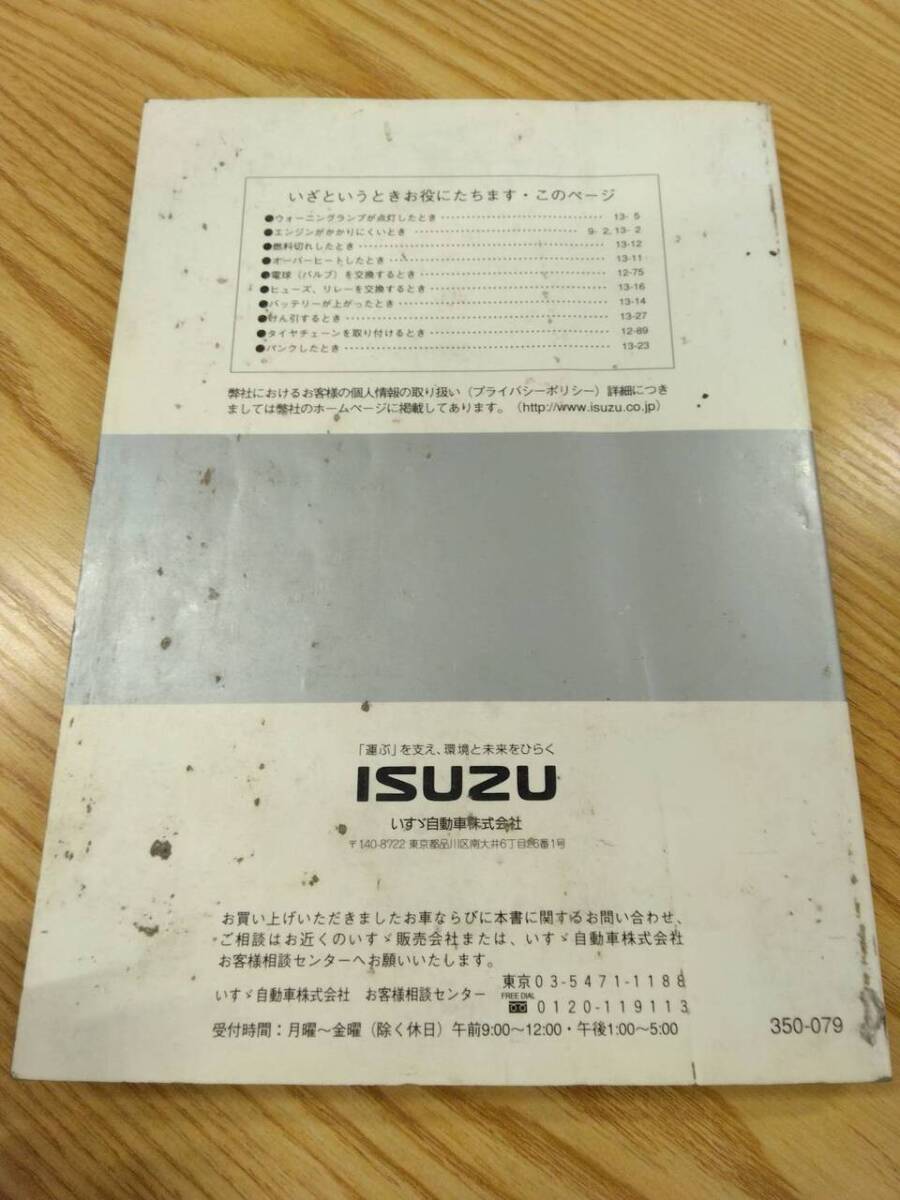 いざというときお役にたちます・このページ
●ウォーニングランプが点灯したとき 13- 5
●エンジンがかかりにくいとき 9- 2, 13- 2
●燃料切れしたとき 13-12
●オーバーヒートしたとき 13-11
●電球（バルブ）を交換するとき 12-75
●ヒューズ、リレーを交換するとき 13-16
●バッテリーが上がったとき 13-14
●けん引するとき 13-27
●タイヤチェーンを取り付けるとき 12-89
●パンクしたとき 13-23
弊社におけるお客様の個人情報の取り扱い（プライバシーポリシー）詳細につき
ましては弊社のホームページに掲載してあります。（http://www.isuzu.co.jp）
「運ぶ」を支え、環境と未来をひらく
ISUZU
いすゞ自動車株式会社
〒140-8722 東京都品川区南大井6丁目26番1号
お買い上げいただきましたお車ならびに本書に関するお問い合わせ、
ご相談はお近くのいすゞ販売会社または、いすゞ自動車株式会社
お客様相談センターへお願いいたします。
東京03-5471-1188
いすゞ自動車株式会社 お客様相談センター FREE DIAL 0120-119113
受付時間：月曜～金曜（除く休日）午前9:00～12:00・午後1:00～5:00
350-079